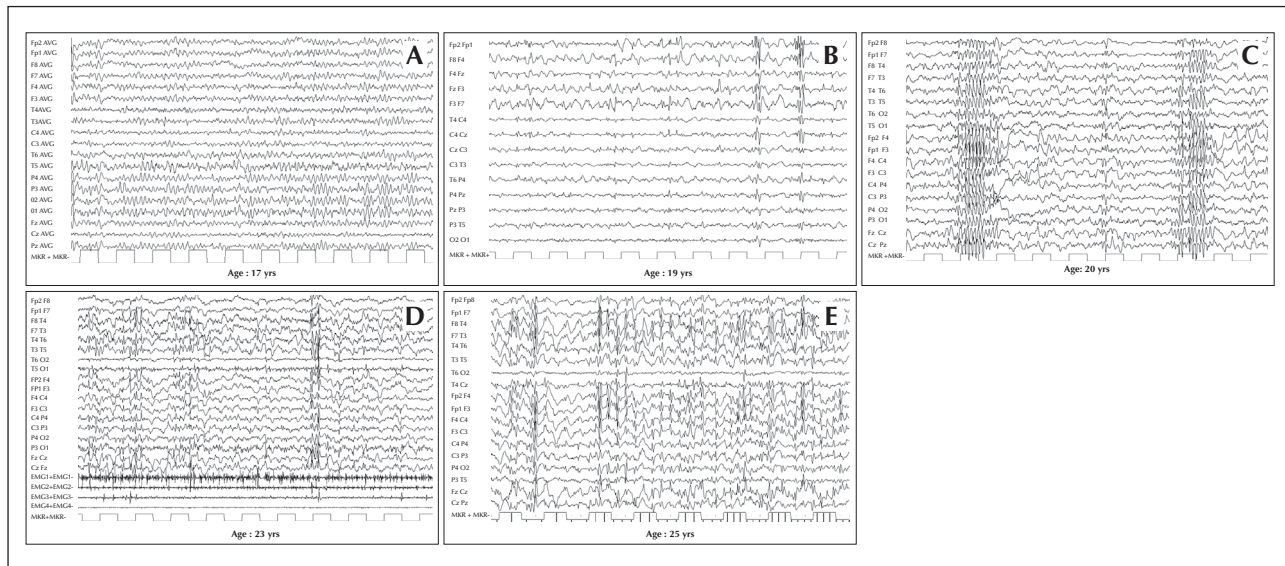 A
Fp2 AVG
Fp1 AVG
F8 AVG
F7 AVG
F4 AVG
F3 AVG
T4AVG
T3AVG
C4 AVG
C3 AVG
T6 AVG
T5 AVG
P4 AVG
P3 AVG
02 AVG
01 AVG
Fz AVG
Cz AVG
Pz AVG
MKR + MKR-
Age : 17 yrs
B
Fp2 Fp1
F8 F4
F4 Fz
Fz F3
F3 F7
T4 C4
C4 Cz
Cz C3
C3 T3
T6 P4
P4 Pz
Pz P3
P3 T5
O2 O1
MKR + MKR+
Age : 19 yrs
C
Fp2 F8
Fp1 F7
F8 T4
F7 T3
T4 T6
T3 T5
T6 O2
T5 O1
Fp2 F4
Fp1 F3
F4 C4
F3 C3
C4 P4
C3 P3
P4 O2
P3 O1
Fz Cz
Cz Pz
MKR+MKR-
Age: 20 yrs
D
Fp2 F8
Fp1 F7
F8 T4
F7 T3
T4 T6
T3 T5
T6 O2
T5 O1
FP2 F4
FP1 F3
F4 C4
F3 C3
C4 P4
C3 P3
P4 O2
P3 O1
Fz Cz
Cz Fz
EMG1+EMG1-
EMG2+EMG2-
EMG3+EMG3-
EMG4+EMG4-
MKR+MKR-
Age : 23 yrs
E
Fp2 Fp8
Fp1 F7
F8 T4
F7 T3
T4 T6
T3 T5
T6 O2
T4 Cz
Fp2 F4
Fp1 F3
F4 C4
F3 C3
C4 P4
C3 P3
P4 O2
P3 T5
Fz Cz
Cz Pz
MKR + MKR-
Age : 25 yrs